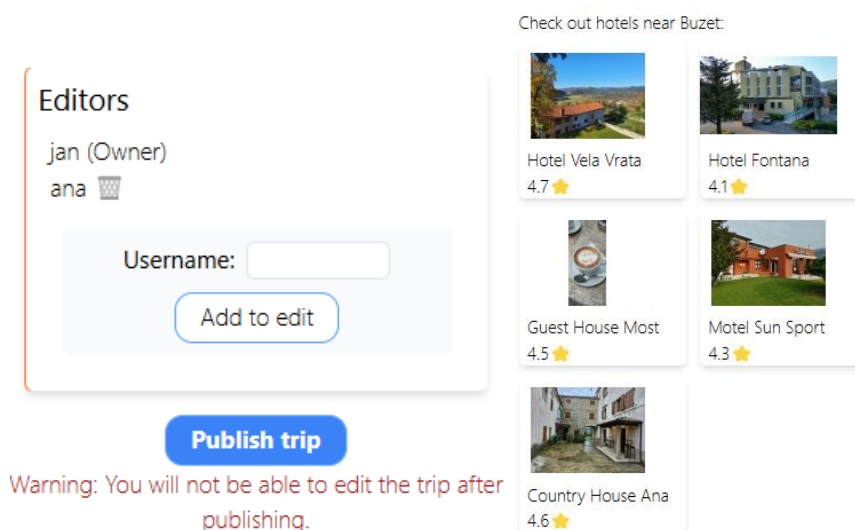 Editors
jan (Owner)
ana
Username:
Add to edit
Publish trip
Warning: You will not be able to edit the trip after
publishing.
Check out hotels near Buzet:
Hotel Vela Vrata
4.7
Hotel Fontana
4.1
Guest House Most
4.5
Motel Sun Sport
4.3
Country House Ana
4.6